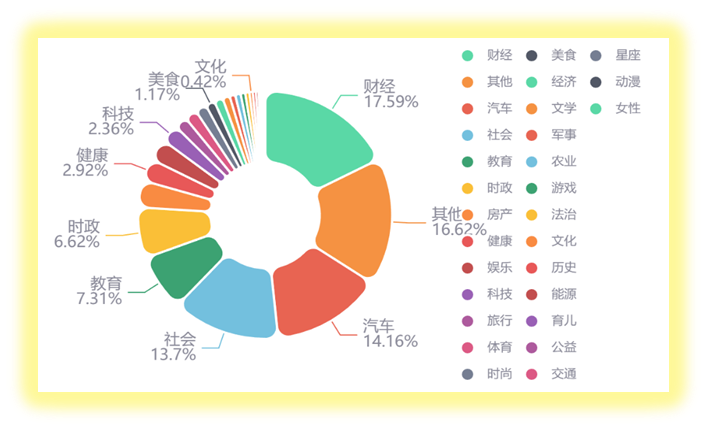 文化
0.42%
美食
1.17%
科技
2.36%
健康
2.92%
时政
6.62%
教育
7.31%
社会
13.7%
财经
17.59%
其他
16.62%
汽车
14.16%
财经
其他
汽车
社会
教育
时政
房产
健康
娱乐
科技
旅行
体育
时尚
美食
经济
文学
军事
农业
游戏
法治
文化
历史
能源
育儿
公益
交通
星座
动漫
女性